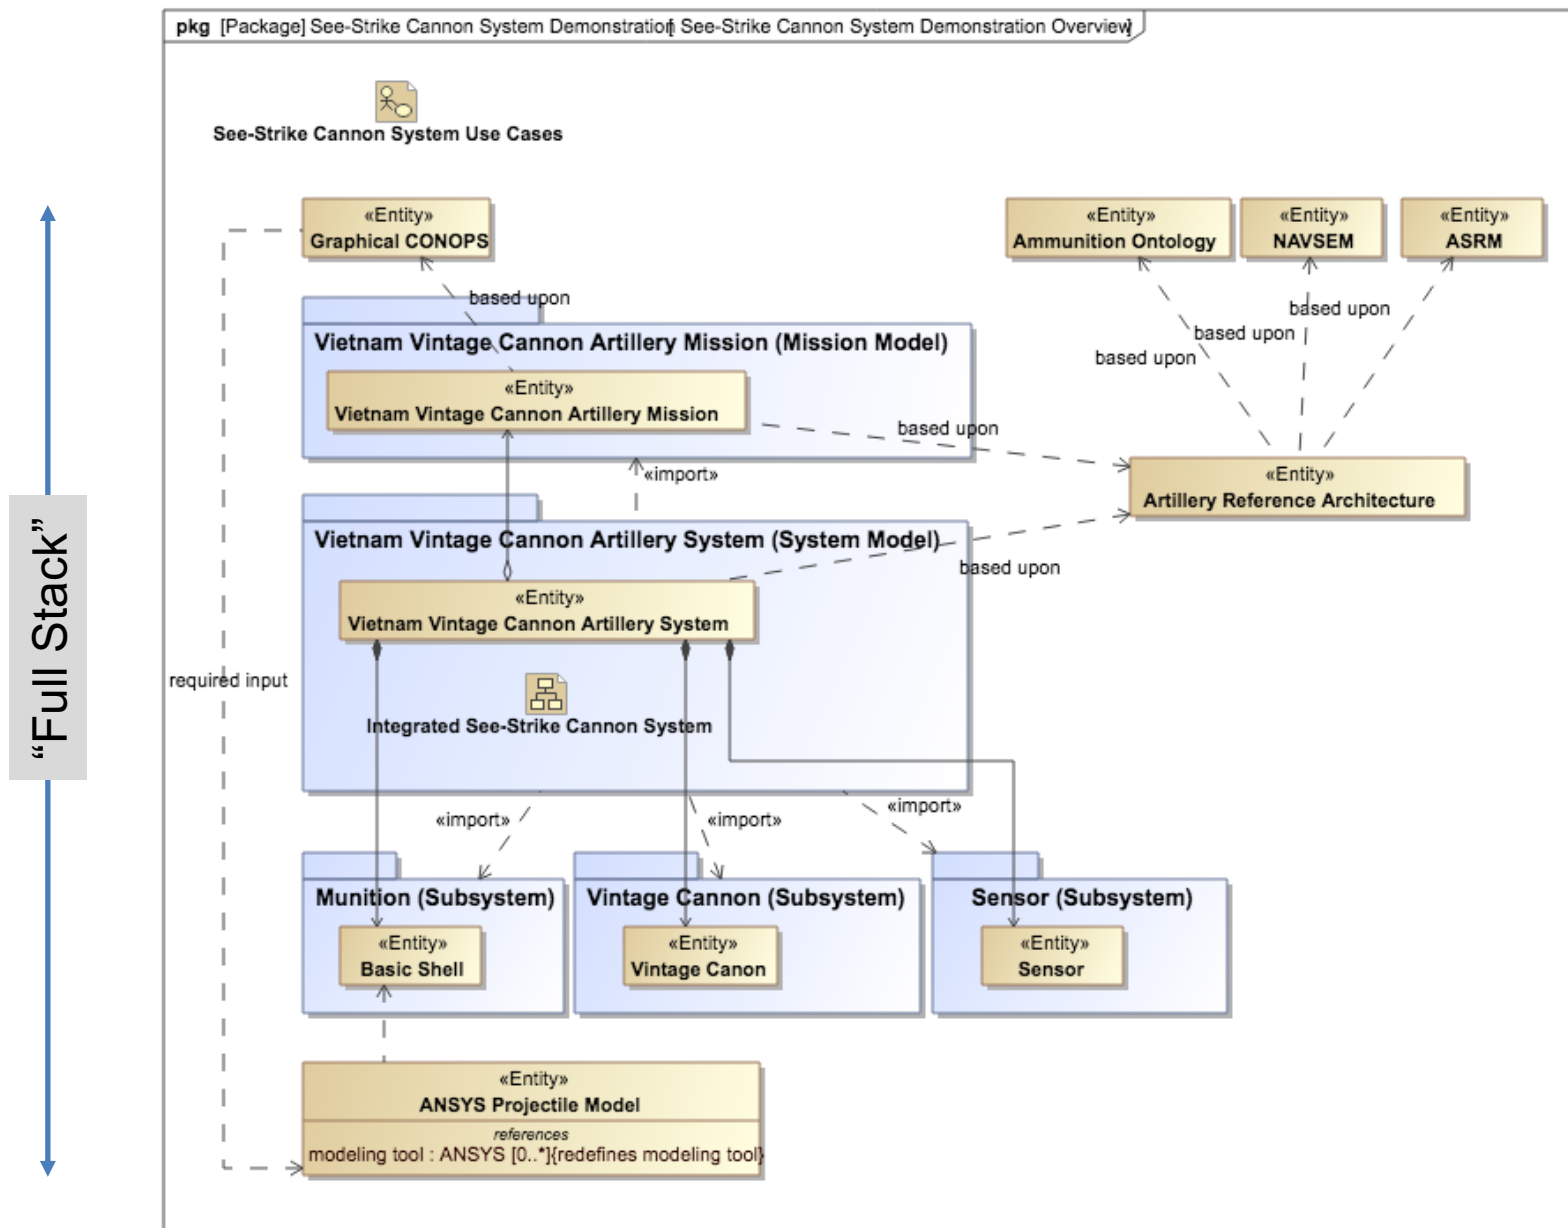 pkg [Package] See-Strike Cannon System Demonstration[ See-Strike Cannon System Demonstration Overview]
See-Strike Cannon System Use Cases
«Entity»
Graphical CONOPS
«Entity»
Ammunition Ontology
«Entity»
NAVSEM
«Entity»
ASRM
based upon
based upon
based upon
based upon
Vietnam Vintage Cannon Artillery Mission (Mission Model)
«Entity»
Vietnam Vintage Cannon Artillery Mission
based upon
«import»
«Entity»
Artillery Reference Architecture
Vietnam Vintage Cannon Artillery System (System Model)
based upon
«Entity»
Vietnam Vintage Cannon Artillery System
"Full Stack"
required input
Integrated See-Strike Cannon System
«import»
«import»
«import»
Munition (Subsystem)
«Entity»
Basic Shell
Vintage Cannon (Subsystem)
«Entity»
Vintage Canon
Sensor (Subsystem)
«Entity»
Sensor
«Entity»
ANSYS Projectile Model
references
modeling tool : ANSYS [0..*]{redefines modeling tool}